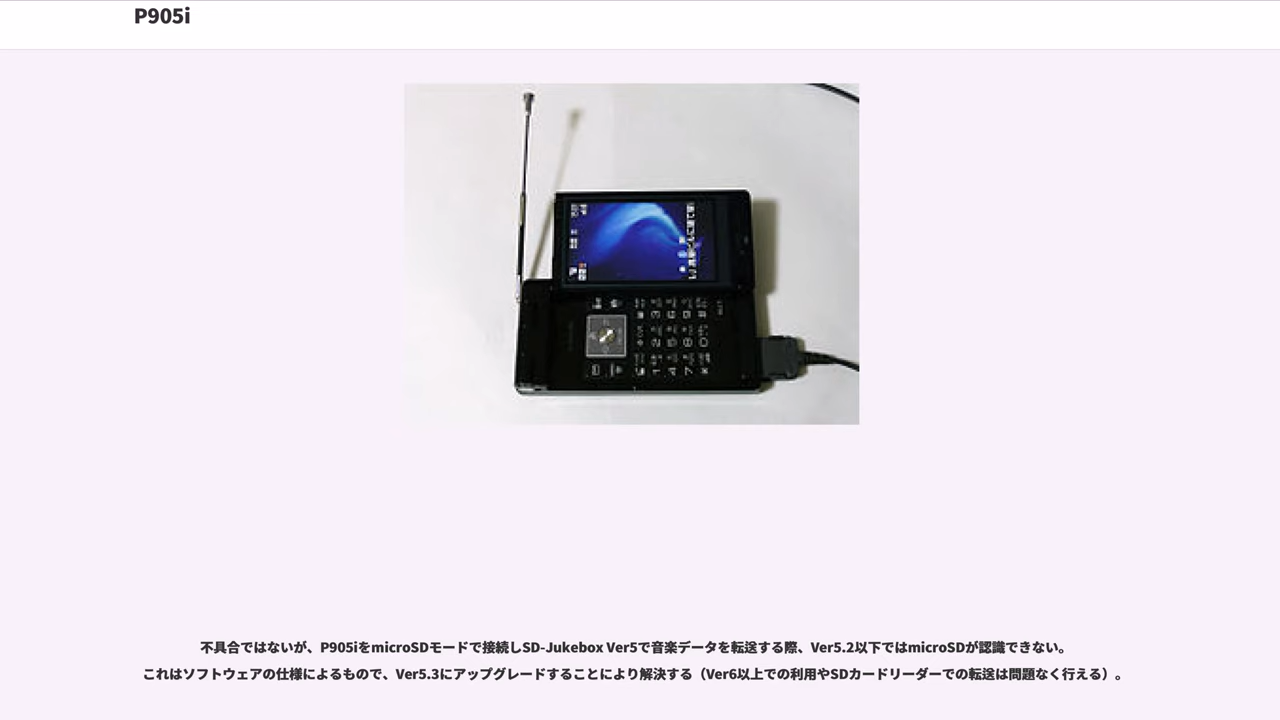 P905i
不具合ではないが、P905iをmicroSDモードで接続しSD-Jukebox Ver5で音楽データを転送する際、Ver5.2以下ではmicroSDが認識できない。
これはソフトウェアの仕様によるもので、Ver5.3にアップグレードすることにより解決する（Ver6以上での利用やSDカードリーダーでの転送は問題なく行える）。